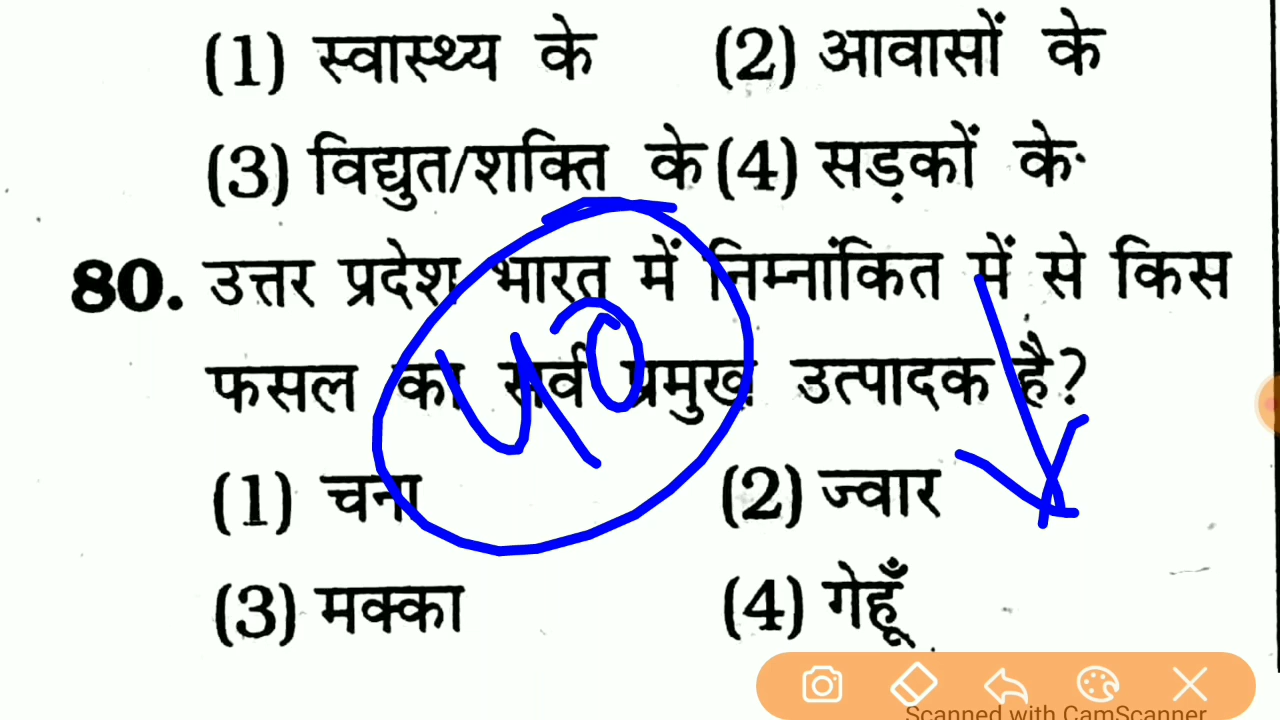 (1) स्वास्थ्य के (2) आवासों के
(3) विद्युत/शक्ति के (4) सड़कों के
80. उत्तर प्रदेश भारत में निम्नांकित में से किस
फसल का सर्व प्रमुख उत्पादक है?
(1) चना (2) ज्वार
(3) मक्का (4) गेहूँ
Scanned with CamScanner